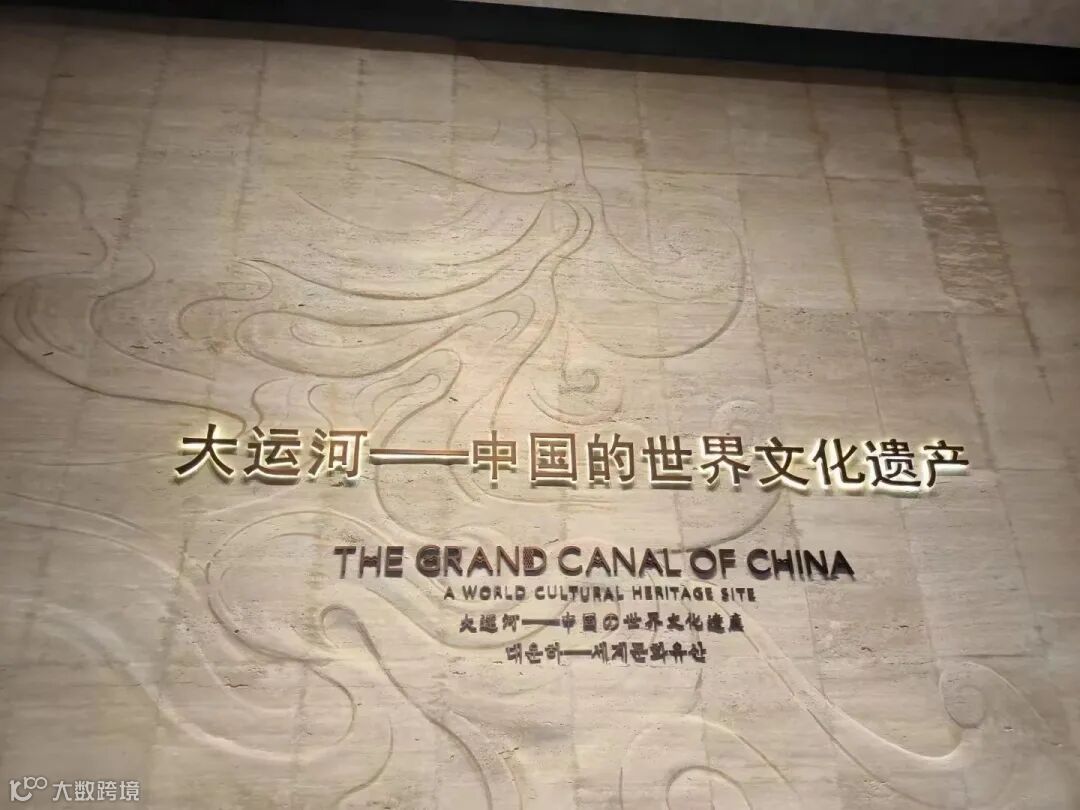 大运河——中国的世界文化遗产
THE GRAND CANAL OF CHINA
A WORLD CULTURAL HERITAGE SITE
大運河——中国の世界文化遺産
대운하——세계문화유산
大数跨境